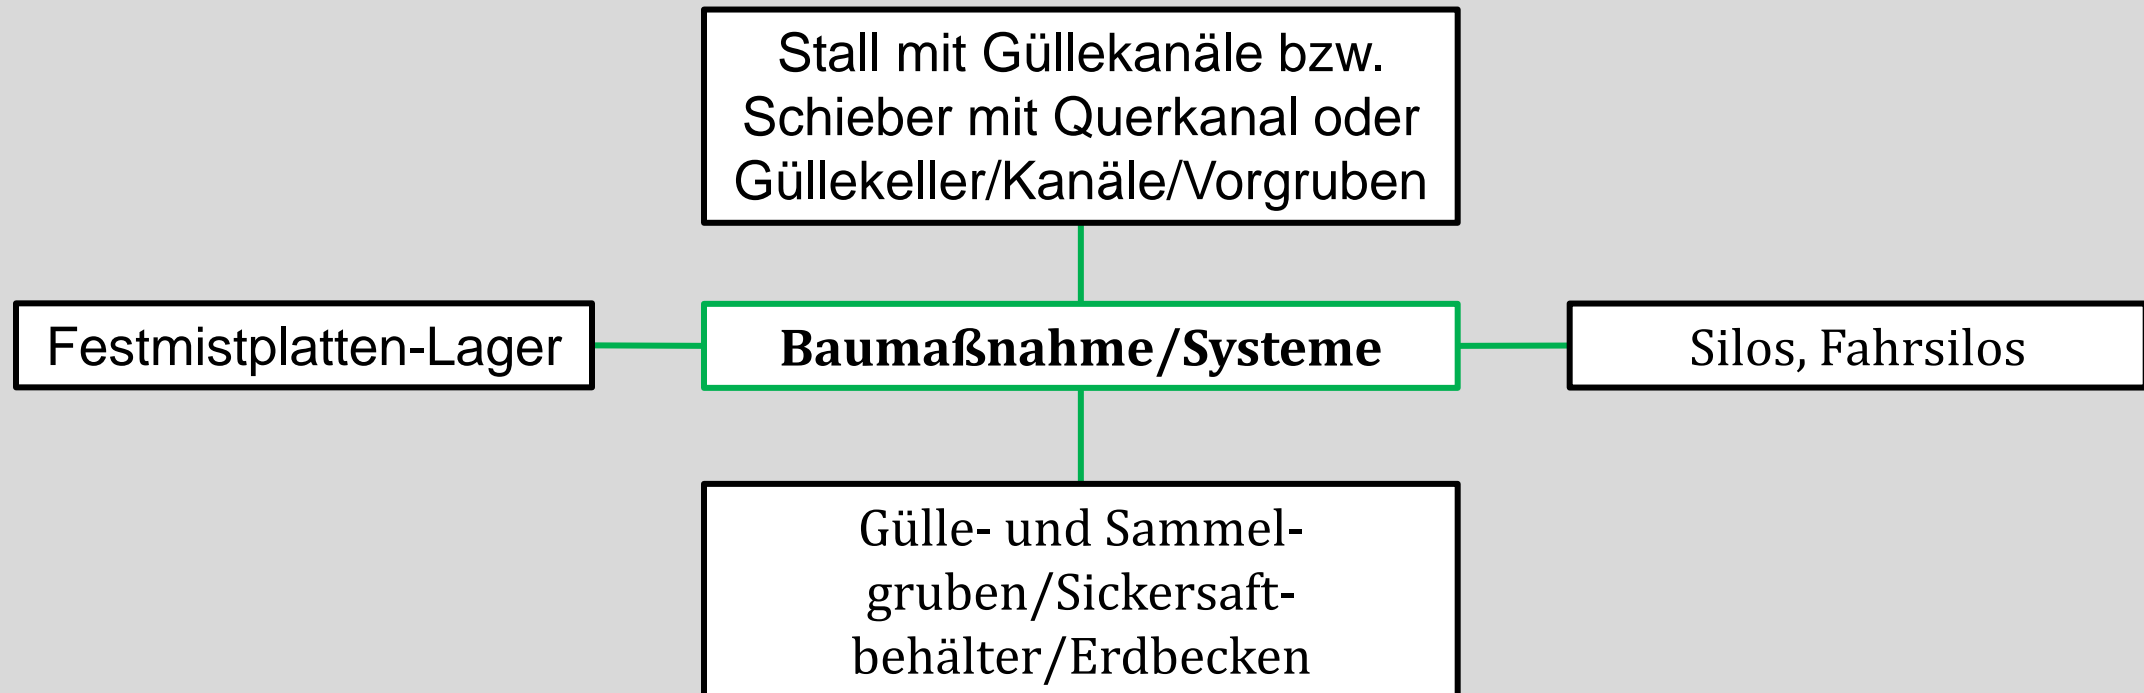 Stall mit Güllekanäle bzw.
Schieber mit Querkanal oder
Güllekeller/Kanäle/Vorgruben
Festmistplatten-Lager
Baumaßnahme/Systeme
Silos, Fahrsilos
Gülle- und Sammel-
gruben/Sickersaft-
behälter/Erdbecken